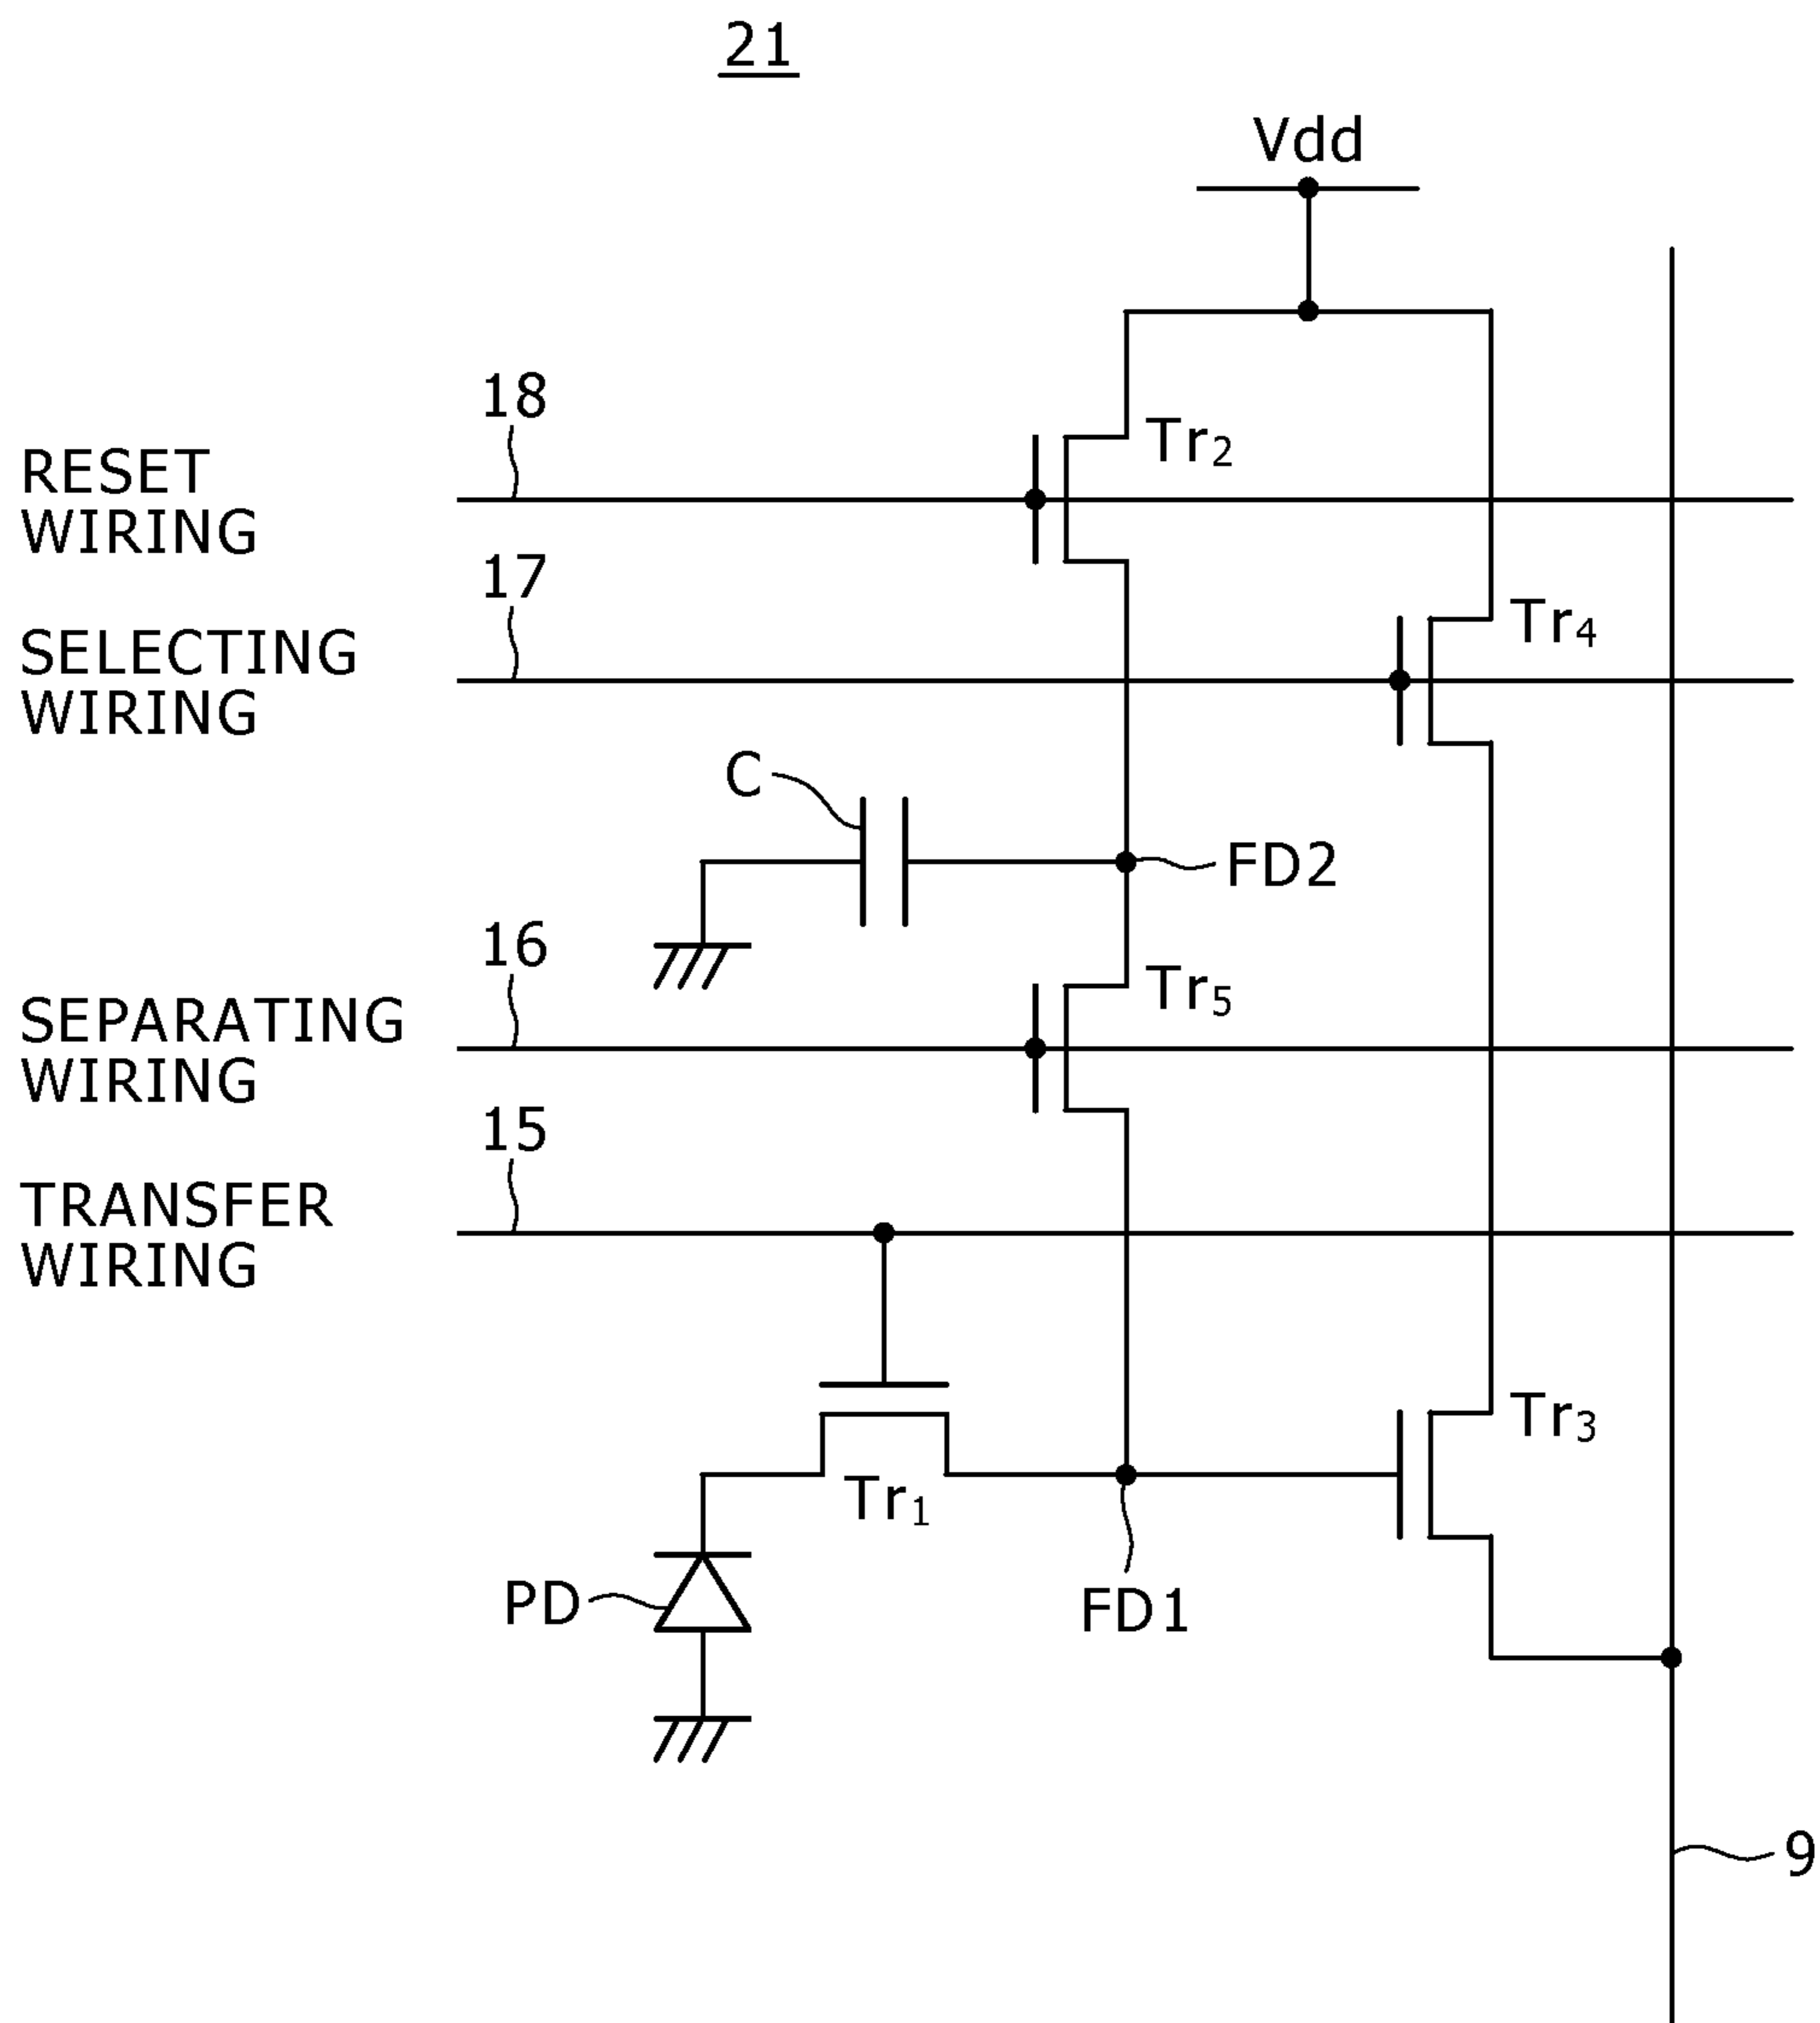 21
Vdd
18
Tr2
RESET
WIRING
17
Tr4
SELECTING
WIRING
C
FD2
16
Tr5
SEPARATING
WIRING
15
TRANSFER
WIRING
Tr3
Tr1
PD
FD1
9